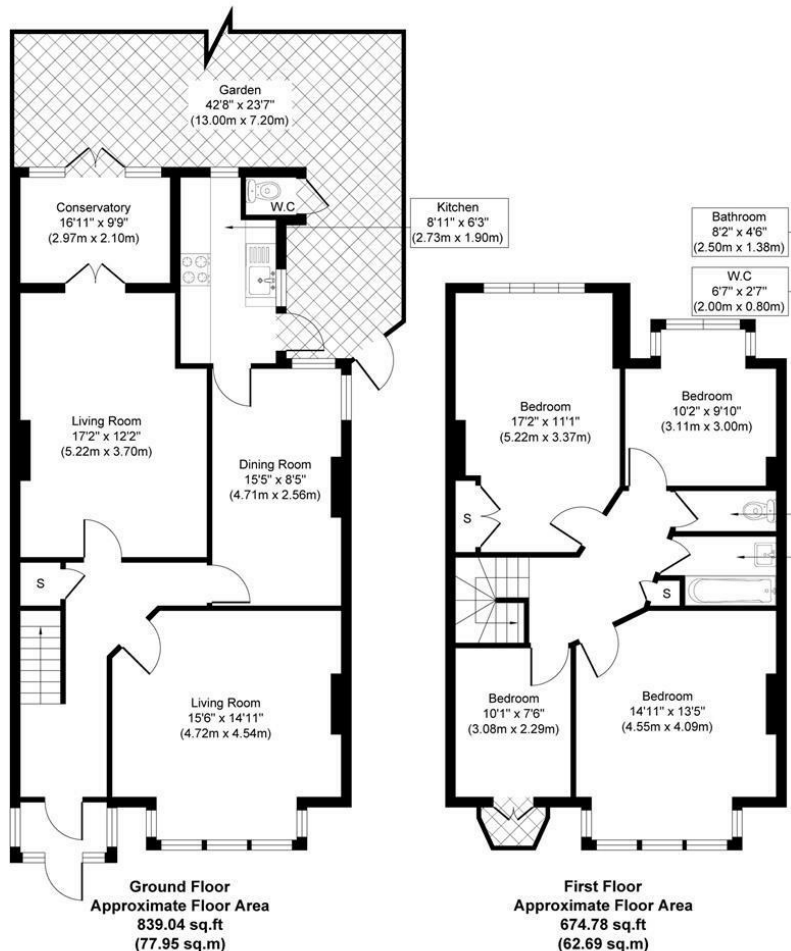 Garden
42'8" x 23'7"
(13.00m x 7.20m)
Conservatory
16'11" x 9'9"
(2.97m x 2.10m)
W.C
Kitchen
8'11" x 6'3"
(2.73m x 1.90m)
Living Room
17'2" x 12'2"
(5.22m x 3.70m)
Dining Room
15'5" x 8'5"
(4.71m x 2.56m)
S
Living Room
15'6" x 14'11"
(4.72m x 4.54m)
Ground Floor
Approximate Floor Area
839.04 sq.ft
(77.95 sq.m)
Bathroom
8'2" x 4'6"
(2.50m x 1.38m)
W.C
6'7" x 2'7"
(2.00m x 0.80m)
Bedroom
17'2" x 11'1"
(5.22m x 3.37m)
Bedroom
10'2" x 9'10"
(3.11m x 3.00m)
S
S
Bedroom
10'1" x 7'6"
(3.08m x 2.29m)
Bedroom
14'11" x 13'5"
(4.55m x 4.09m)
First Floor
Approximate Floor Area
674.78 sq.ft
(62.69 sq.m)